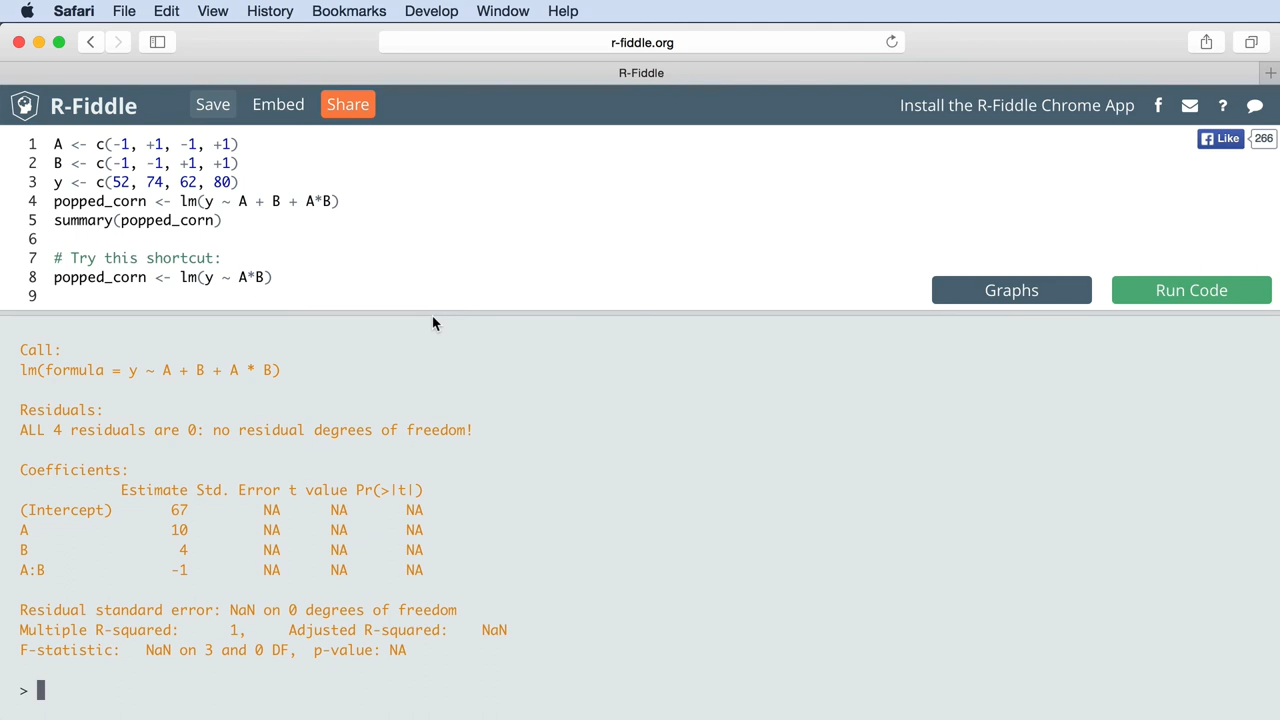 Safari File Edit View History Bookmarks Develop Window Help
r-fiddle.org
R-Fiddle
R-Fiddle Save Embed Share Install the R-Fiddle Chrome App f ?
Like 266
1 A <- c(-1, +1, -1, +1)
2 B <- c(-1, -1, +1, +1)
3 y <- c(52, 74, 62, 80)
4 popped_corn <- lm(y ~ A + B + A*B)
5 summary(popped_corn)
6
7 # Try this shortcut:
8 popped_corn <- lm(y ~ A*B)
9
Graphs Run Code
Call:
lm(formula = y ~ A + B + A * B)
Residuals:
ALL 4 residuals are 0: no residual degrees of freedom!
Coefficients:
Estimate Std. Error t value Pr(>|t|)
(Intercept) 67 NA NA NA
A 10 NA NA NA
B 4 NA NA NA
A:B -1 NA NA NA
Residual standard error: NaN on 0 degrees of freedom
Multiple R-squared: 1, Adjusted R-squared: NaN
F-statistic: NaN on 3 and 0 DF, p-value: NA
>